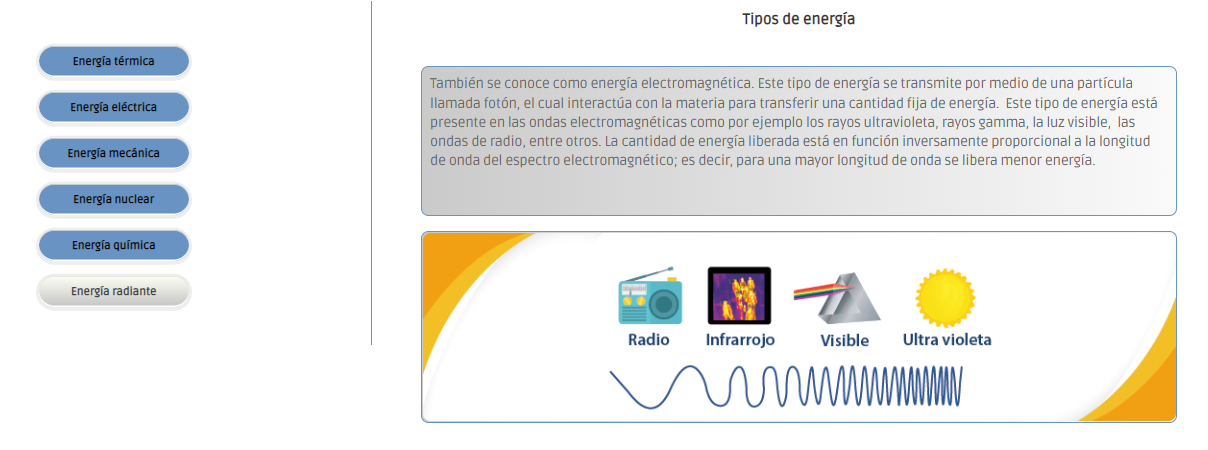 Tipos de energía
Energía térmica
Energía eléctrica
Energía mecánica
Energía nuclear
Energía química
Energía radiante
También se conoce como energía electromagnética. Este tipo de energía se transmite por medio de una partícula
llamada fotón, el cual interactúa con la materia para transferir una cantidad fija de energía.  Este tipo de energía está
presente en las ondas electromagnéticas como por ejemplo los rayos ultravioleta, rayos gamma, la luz visible,  las
ondas de radio, entre otros. La cantidad de energía liberada está en función inversamente proporcional a la longitud
de onda del espectro electromagnético; es decir, para una mayor longitud de onda se libera menor energía.
Radio Infrarrojo Visible Ultra violeta